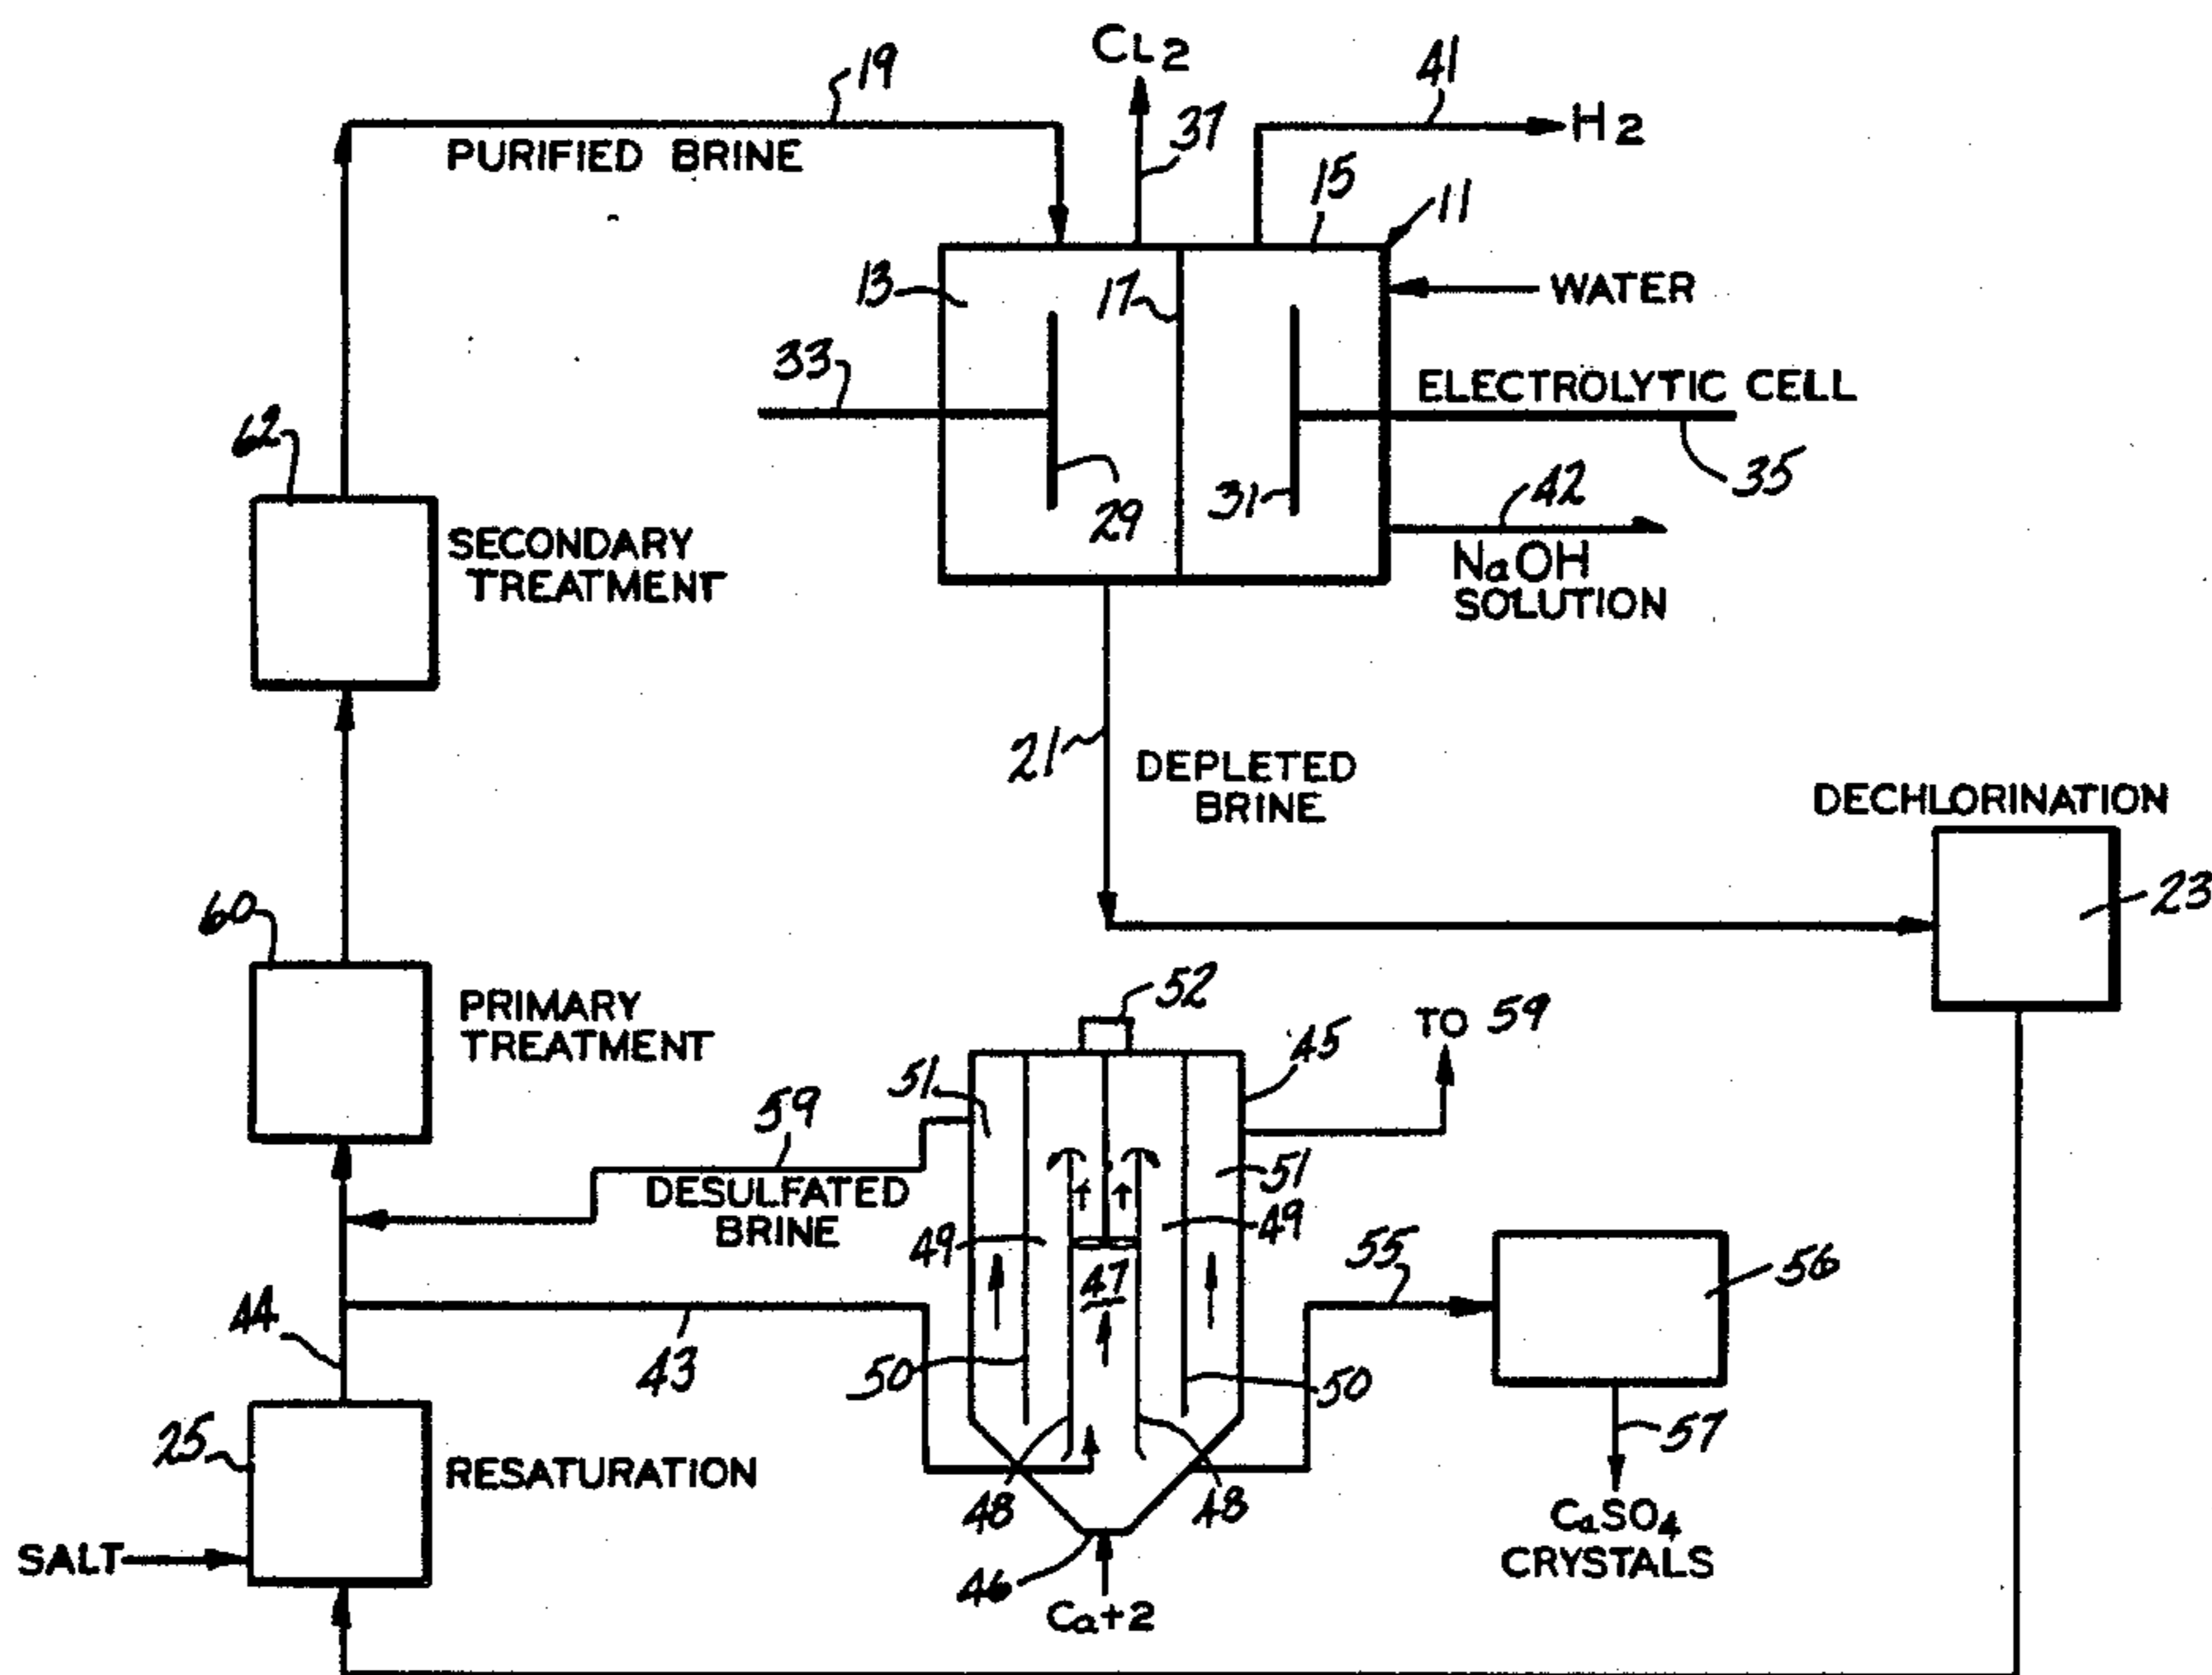 CL2
41
19
H2
37
PURIFIED BRINE
15
11
13
17
WATER
33
ELECTROLYTIC CELL
62
35
42
31
29
SECONDARY
TREATMENT
NaOH
SOLUTION
21
DEPLETED
BRINE
DECHLORINATION
23
60
52
PRIMARY
TREATMENT
TO 59
45
51
59
51
DESULFATED
BRINE
49
49
55
47
56
44
43
50
50
57
25
RESATURATION
48
48
CaSO4
CRYSTALS
SALT
46
Ca+2